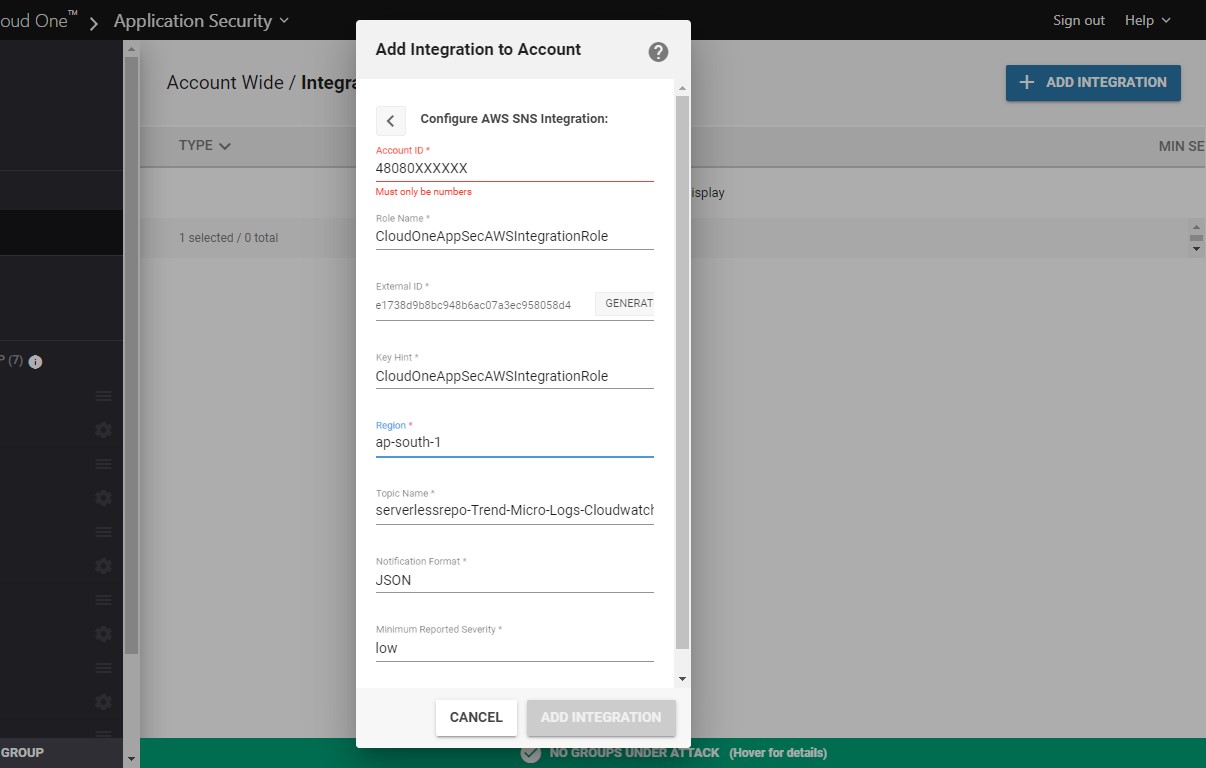 oud One™ > Application Security
Sign out Help
Account Wide / Integra
ADD INTEGRATION
TYPE
MIN SE
isplay
1 selected / 0 total
P (7)
GROUP
Add Integration to Account
Configure AWS SNS Integration:
Account ID *
48080XXXXXX
Must only be numbers
Role Name *
CloudOneAppSecAWSIntegrationRole
External ID *
e1738d9b8bc948b6ac07a3ec958058d4 GENERAT
Key Hint *
CloudOneAppSecAWSIntegrationRole
Region *
ap-south-1
Topic Name *
serverlessrepo-Trend-Micro-Logs-Cloudwatch
Notification Format *
JSON
Minimum Reported Severity *
low
CANCEL ADD INTEGRATION
NO GROUPS UNDER ATTACK (Hover for details)